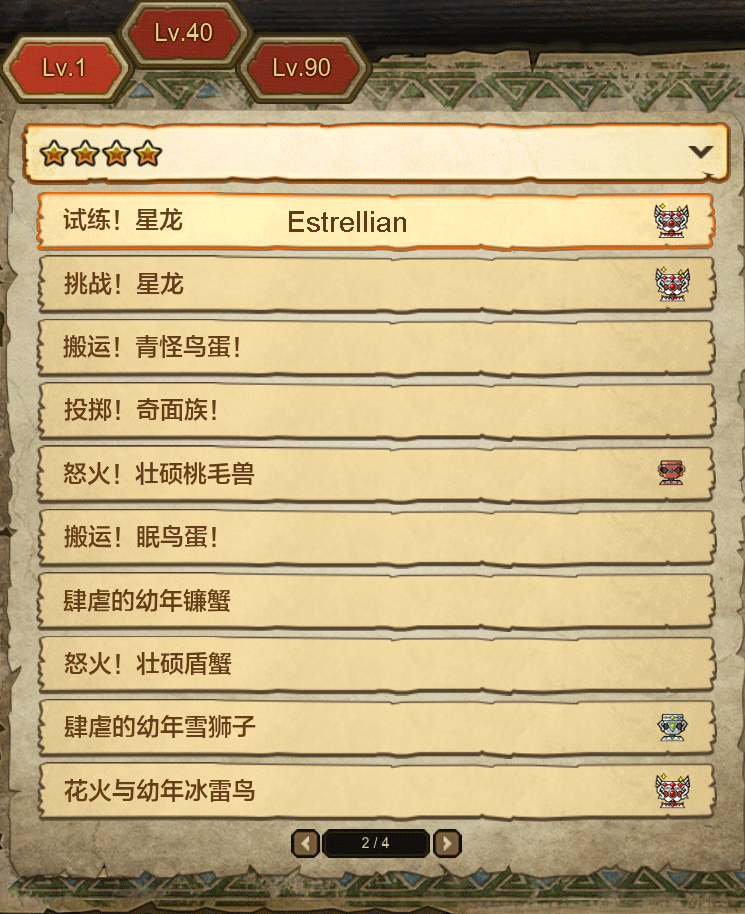 Lv.40
Lv.1
Lv.90
试练！星龙 Estrellian
挑战！星龙
搬运！青怪鸟蛋！
投掷！奇面族！
怒火！壮硕桃毛兽
搬运！眠鸟蛋！
肆虐的幼年镰蟹
怒火！壮硕盾蟹
肆虐的幼年雪狮子
花火与幼年冰雷鸟
2 / 4